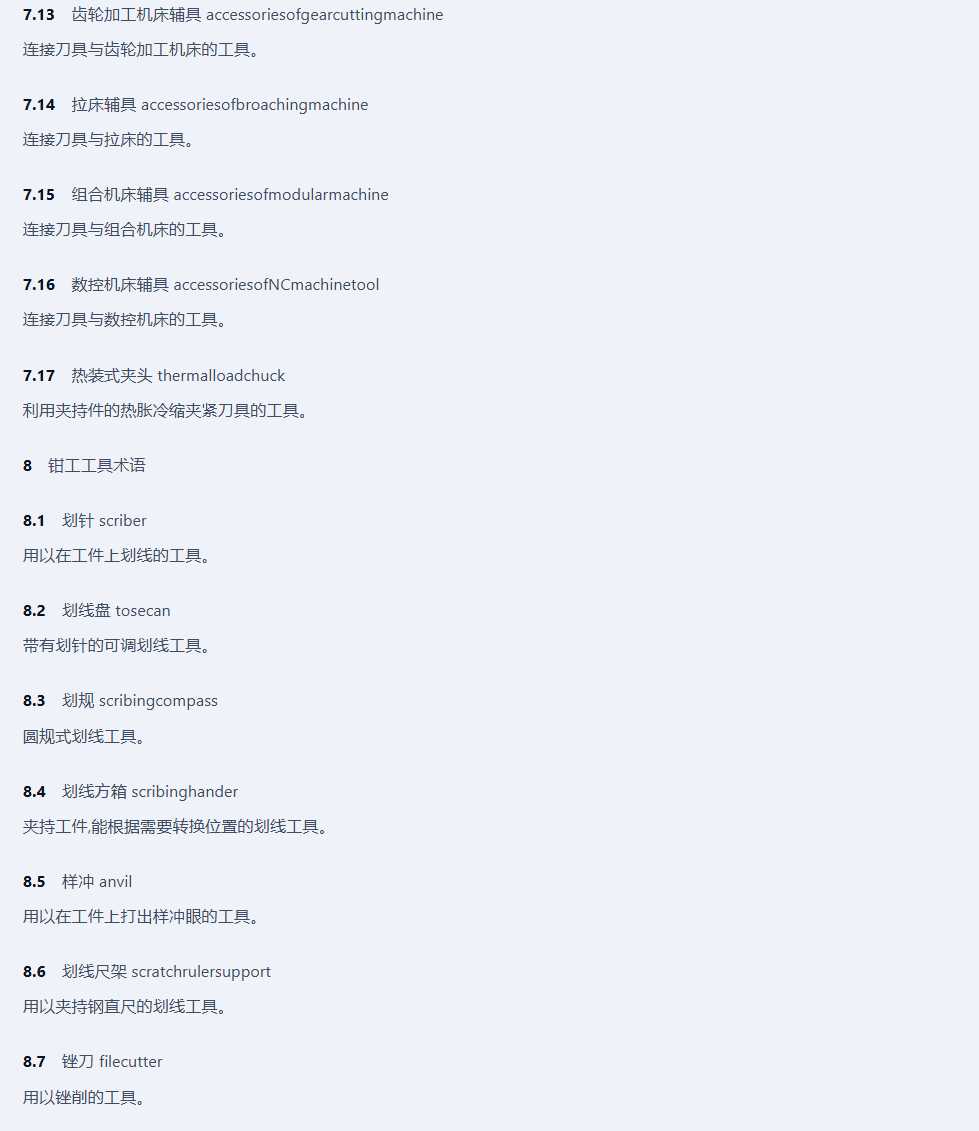 7.13 齿轮加工机床辅具 accessoriesofgearcuttingmachine
连接刀具与齿轮加工机床的工具。
7.14 拉床辅具 accessoriesofbroachingmachine
连接刀具与拉床的工具。
7.15 组合机床辅具 accessoriesofmodularmachine
连接刀具与组合机床的工具。
7.16 数控机床辅具 accessoriesofNCmachinetool
连接刀具与数控机床的工具。
7.17 热装式夹头 thermalloadchuck
利用夹持件的热胀冷缩夹紧刀具的工具。
8 钳工工具术语
8.1 划针 scriber
用以在工件上划线的工具。
8.2 划线盘 tosecan
带有划针的可调划线工具。
8.3 划规 scribingcompass
圆规式划线工具。
8.4 划线方箱 scribinghander
夹持工件,能根据需要转换位置的划线工具。
8.5 样冲 anvil
用以在工件上打出样冲眼的工具。
8.6 划线尺架 scratchrulersupport
用以夹持钢直尺的划线工具。
8.7 锉刀 filecutter
用以锉削的工具。